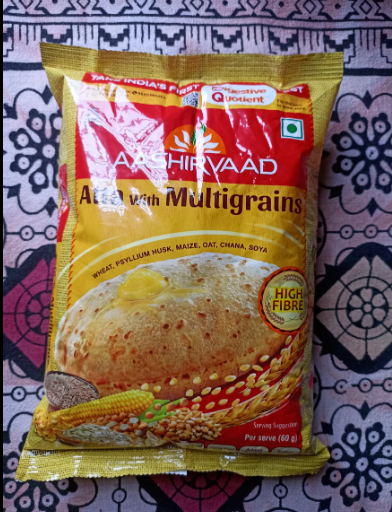 TAKE INDIA'S FIRST
Digestive
Quotient
AASHIRVAAD
Atta with Multigrains
WHEAT, PSYLLIUM HUSK, MAIZE, OAT, CHANA, SOYA
HIGH
FIBRE
Serving Suggestion
Per serve (60 g)